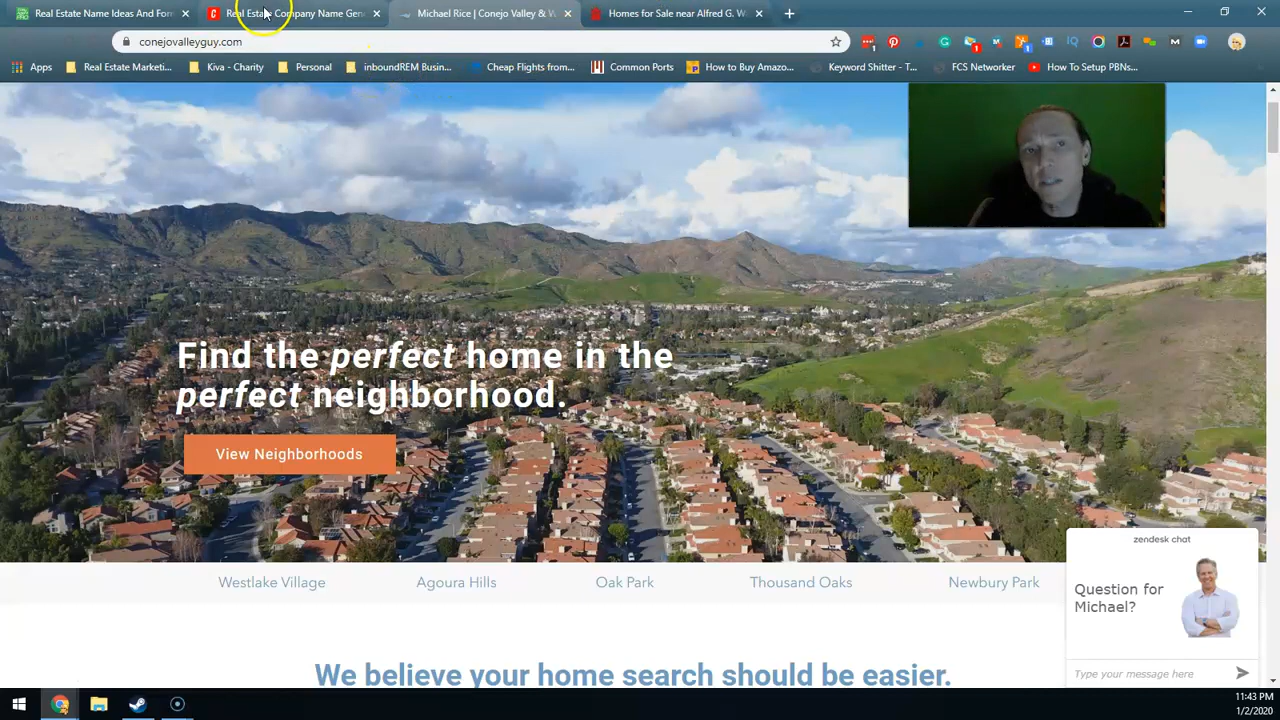 Real Estate Name Ideas And For
Real Estate Company Name Gen
Michael Rice | Conejo Valley & W
Homes for Sale near Alfred G. W
conejovalleyguy.com
Apps
Real Estate Marketi...
Kiva - Charity
Personal
inboundREM Busin...
Cheap Flights from...
Common Ports
How to Buy Amazo...
Keyword Shitter - T...
FCS Networker
How To Setup PBNs...
Find the perfect home in the
perfect neighborhood.
View Neighborhoods
Westlake Village
Agoura Hills
Oak Park
Thousand Oaks
Newbury Park
zendesk chat
Question for
Michael?
Type your message here
We believe your home search should be easier.
11:43 PM
1/2/2020